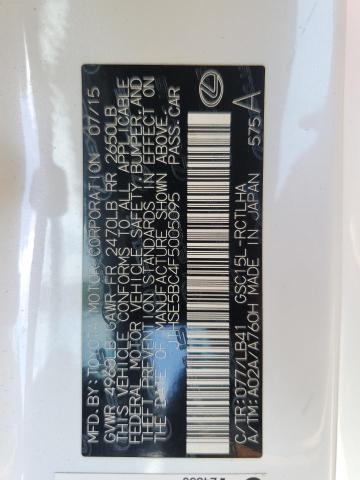 MFD. BY: TOYOTA MOTOR CORPORATION 07/15
GVWR 4960LB GAWR FR 2470LB RR 2650LB
THIS VEHICLE CONFORMS TO ALL APPLICABLE
FEDERAL MOTOR VEHICLE SAFETY, BUMPER, AND
THEFT PREVENTION STANDARDS IN EFFECT ON
THE DATE OF MANUFACTURE SHOWN ABOVE.
JTHSE5BC4F5006095 PASS. CAR
C/TR: 077/LB41 GSC15L-RCTLHA
A/TM: A02A/A760H MADE IN JAPAN 575 A